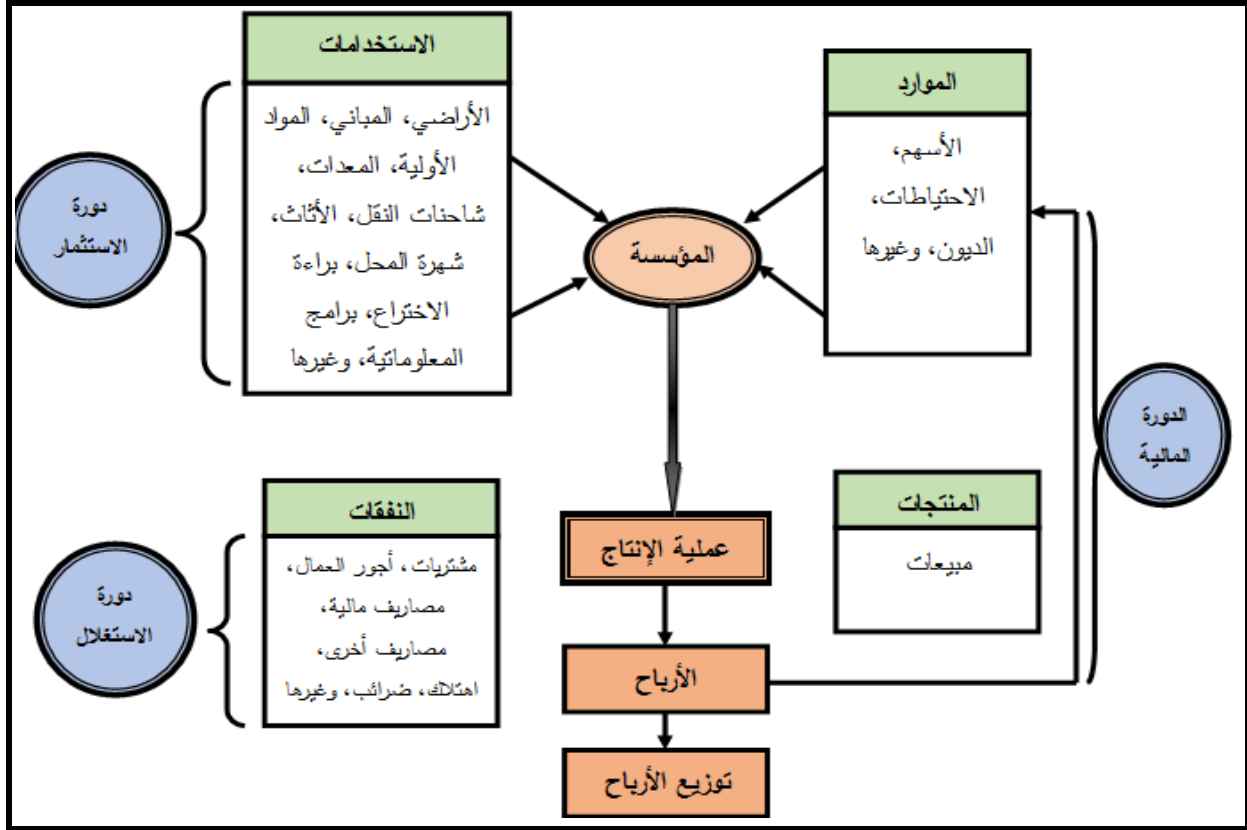 الاستخدامات
الأراضي، المباني، المواد
الأولية، المعدات،
شاحنات النقل، الأثاث،
شهرة المحل، براءة
الاختراع، برامج
المعلوماتية، وغيرها
الموارد
الأسهم،
الاحتياطات،
الديون، وغيرها
دورة
الاستثمار
المؤسسة
الدورة
المالية
المنتجات
مبيعات
النفقات
مشتريات، أجور العمال،
مصاريف مالية،
مصاريف أخرى،
اهتلاك، ضرائب، وغيرها
دورة
الاستغلال
عملية الإنتاج
الأرباح
توزيع الأرباح